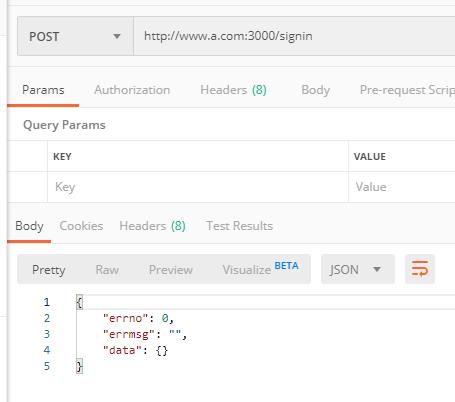 POST http://www.a.com:3000/signin
Params Authorization Headers (8) Body Pre-request Scrip
Query Params
KEY VALUE
Key Value
Body Cookies Headers (8) Test Results
Pretty Raw Preview Visualize BETA JSON
1 {
2 "errno": 0,
3 "errmsg": "",
4 "data": {}
5 }